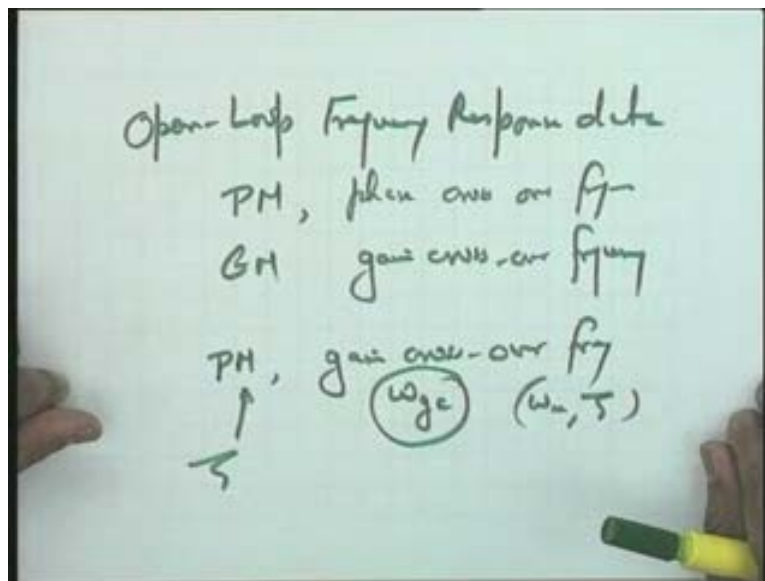 Open-Loop Frequency Response data
PM, phase cross over freqn
GM gain cross-over frequency
PM, gain cross-over freq
ωgc (ωn, ζ)
ζ